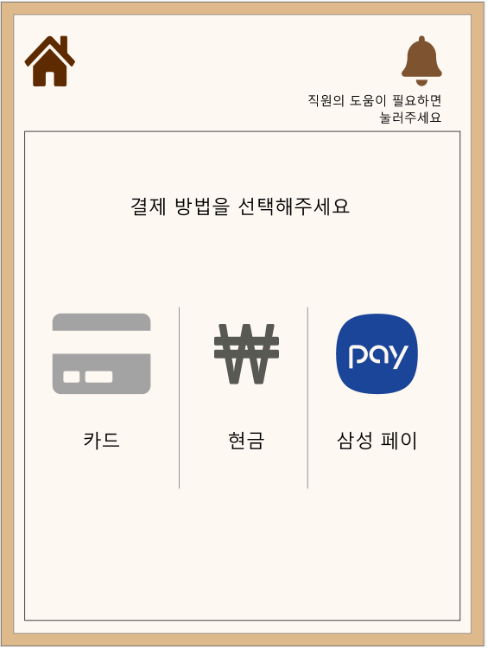 직원의 도움이 필요하면
눌러주세요
결제 방법을 선택해주세요
pay
카드
현금
삼성 페이